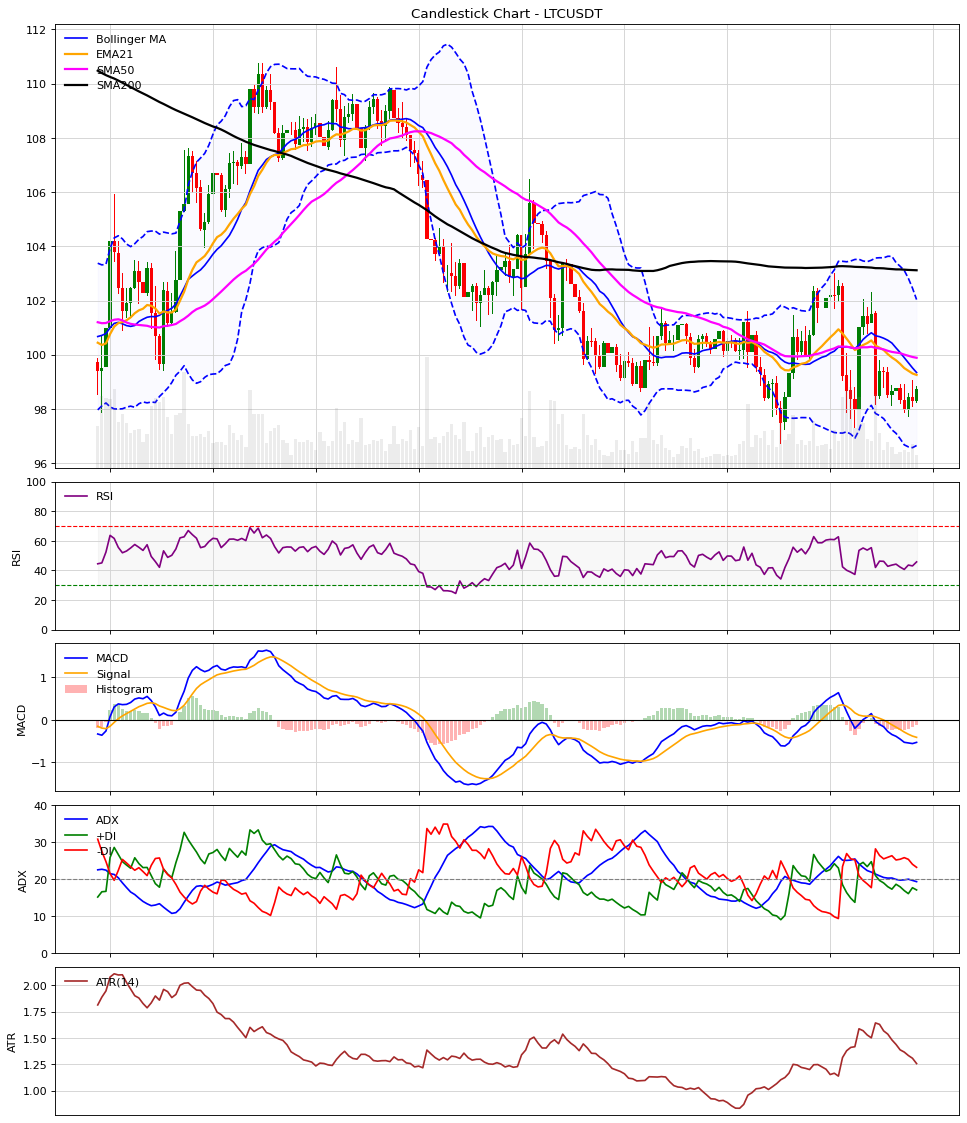 Candlestick Chart - LTCUSDT
112
110
108
106
104
102
100
98
96
Bollinger MA
EMA21
SMA50
SMA200
100
80
60
40
20
0
RSI
RSI
1
0
−1
MACD
MACD
Signal
Histogram
40
30
20
10
0
ADX
ADX
+DI
-DI
2.00
1.75
1.50
1.25
1.00
ATR
ATR(14)